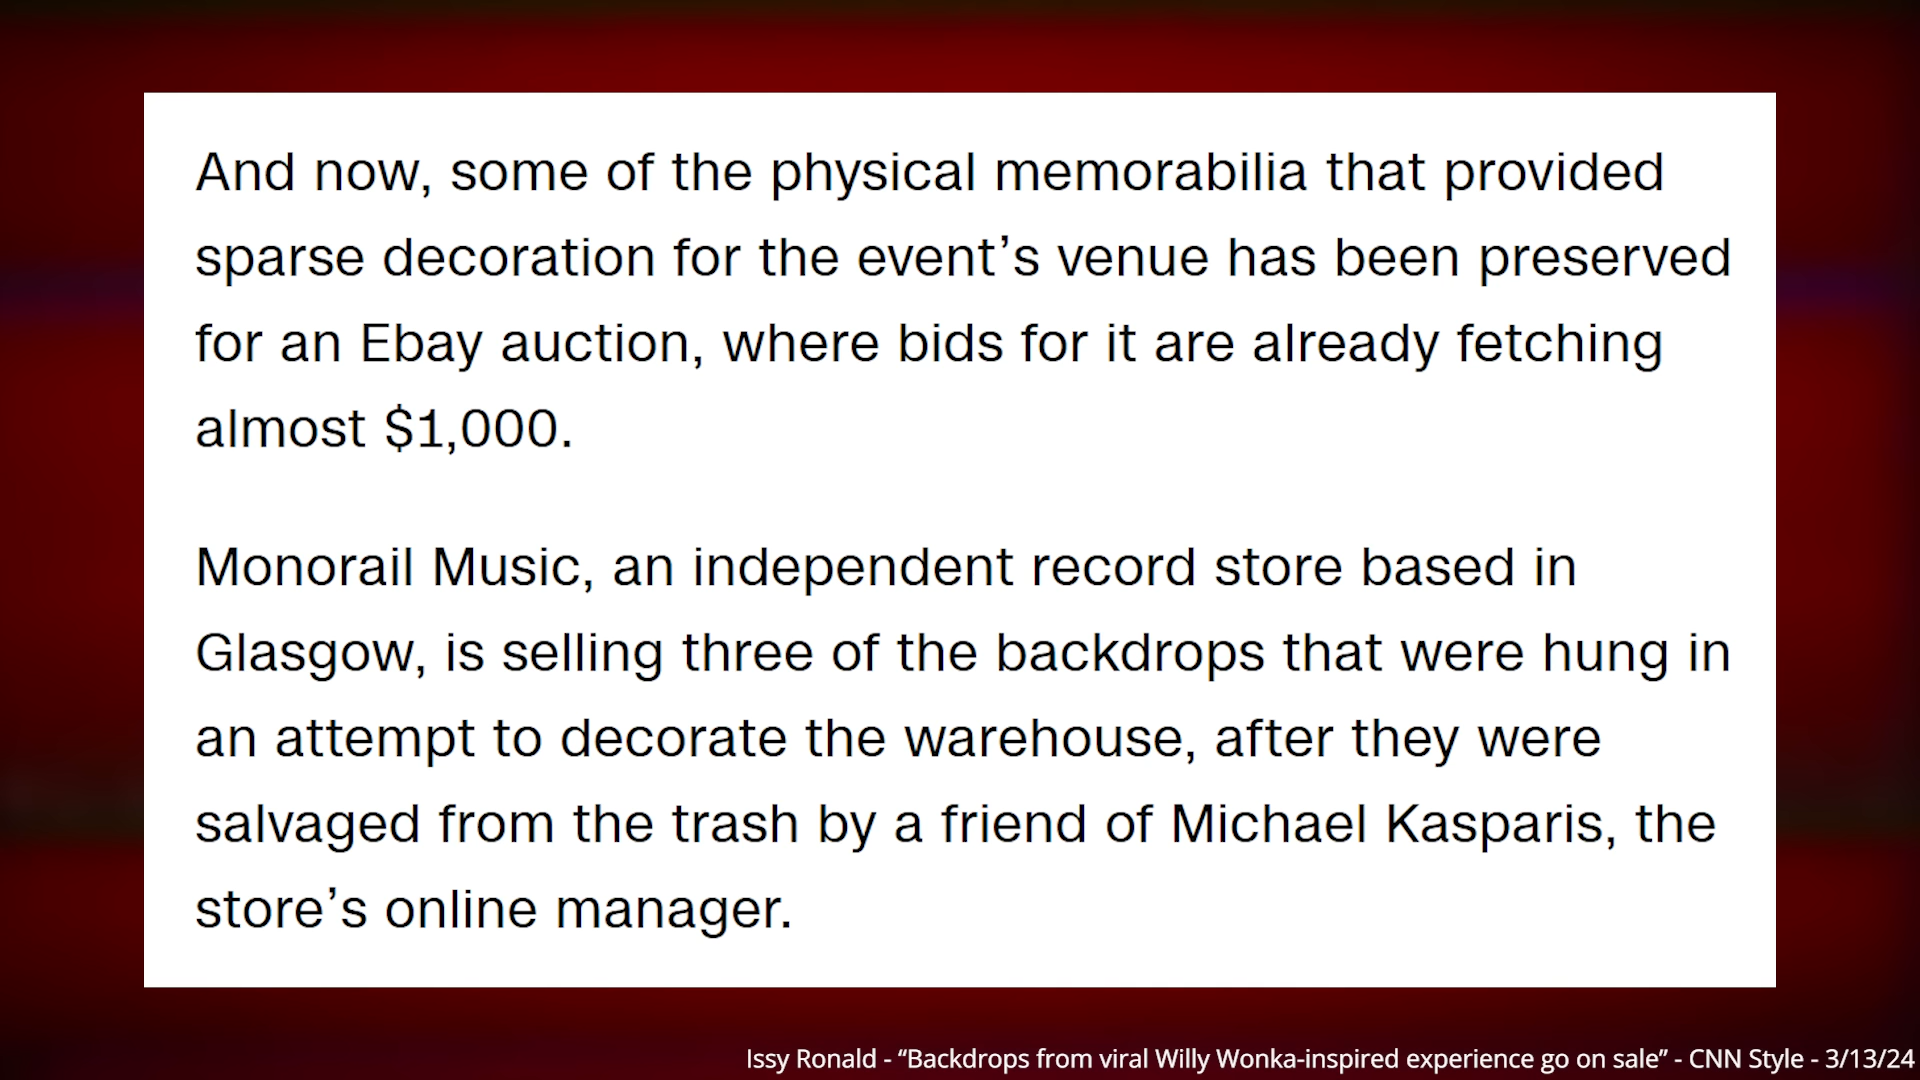 And now, some of the physical memorabilia that provided
sparse decoration for the event’s venue has been preserved
for an Ebay auction, where bids for it are already fetching
almost $1,000.
Monorail Music, an independent record store based in
Glasgow, is selling three of the backdrops that were hung in
an attempt to decorate the warehouse, after they were
salvaged from the trash by a friend of Michael Kasparis, the
store’s online manager.
Issy Ronald - “Backdrops from viral Willy Wonka-inspired experience go on sale” - CNN Style - 3/13/24